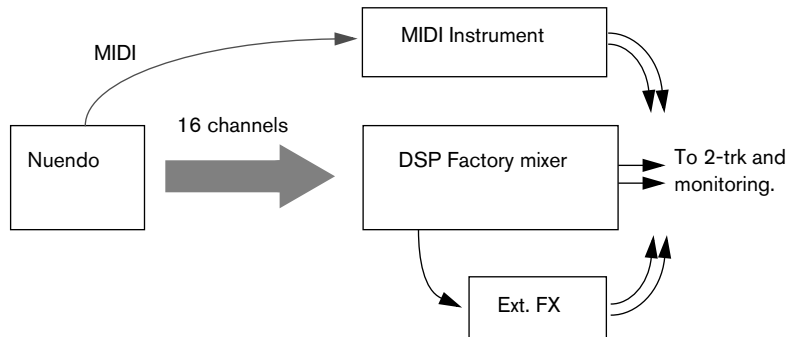 MIDI Instrument
MIDI
16 channels
Nuendo
DSP Factory mixer
To 2-trk and
monitoring.
Ext. FX